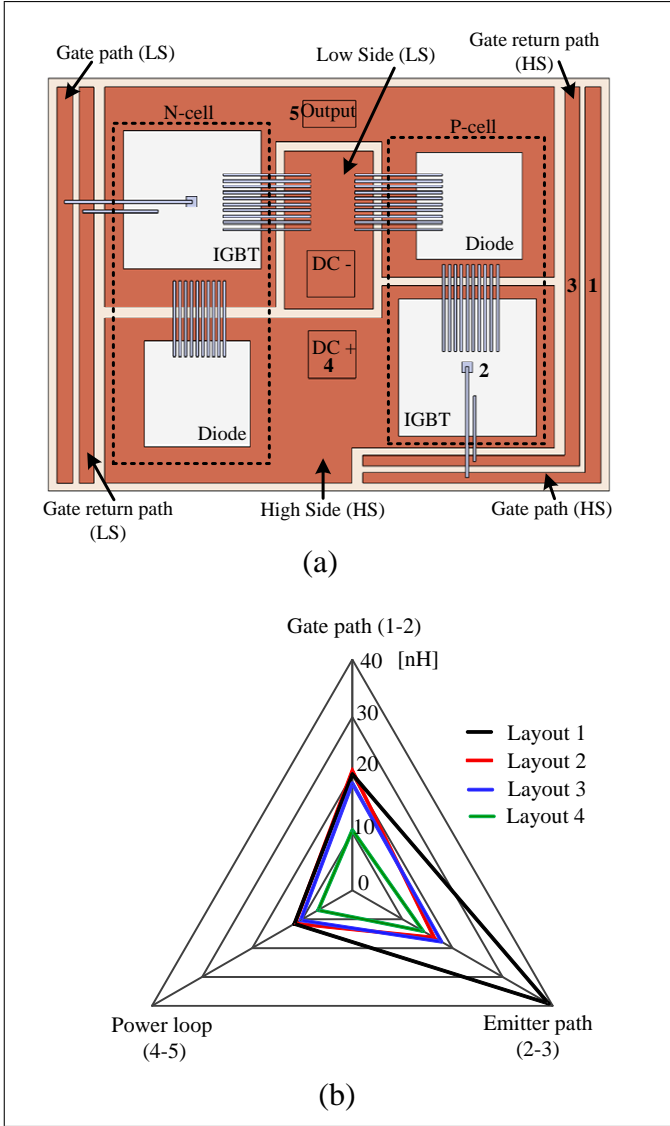 Gate path (LS)
Low Side (LS)
Gate return path
(HS)
N-cell
5
Output
P-cell
IGBT
Diode
DC -
3
1
DC +
4
2
IGBT
Diode
Gate return path
(LS)
High Side (HS)
Gate path (HS)
(a)
Gate path (1-2)
40
[nH]
30
20
10
0
Layout 1
Layout 2
Layout 3
Layout 4
Power loop
(4-5)
Emitter path
(2-3)
(b)